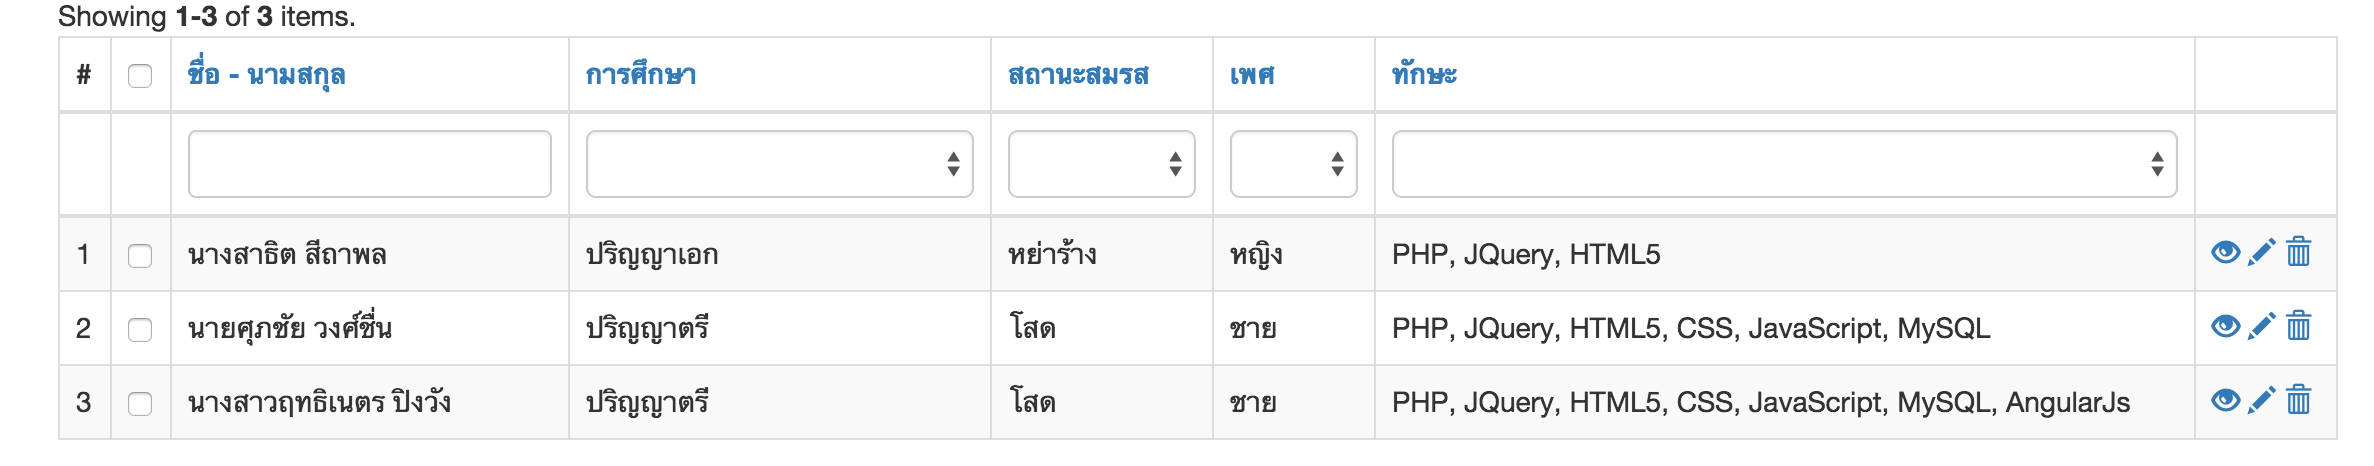 Showing 1-3 of 3 items.
# ชื่อ - นามสกุล การศึกษา สถานะสมรส เพศ ทักษะ
1 นางสาธิต สีถาพล ปริญญาเอก หย่าร้าง หญิง PHP, JQuery, HTML5
2 นายศุภชัย วงศ์ชื่น ปริญญาตรี โสด ชาย PHP, JQuery, HTML5, CSS, JavaScript, MySQL
3 นางสาวฤทธิเนตร ปิงวัง ปริญญาตรี โสด ชาย PHP, JQuery, HTML5, CSS, JavaScript, MySQL, AngularJs